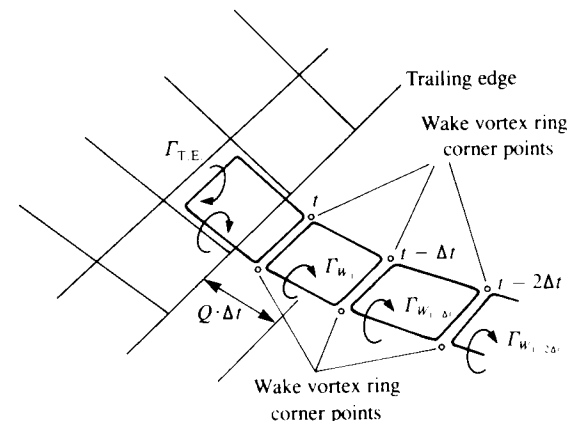 Trailing edge
Wake vortex ring
corner points
Γ_T.E.
t
t − Δt
t − 2Δt
Γ_W_t
Γ_W_t−Δt
Γ_W_t−2Δt
Q·Δt
Wake vortex ring
corner points